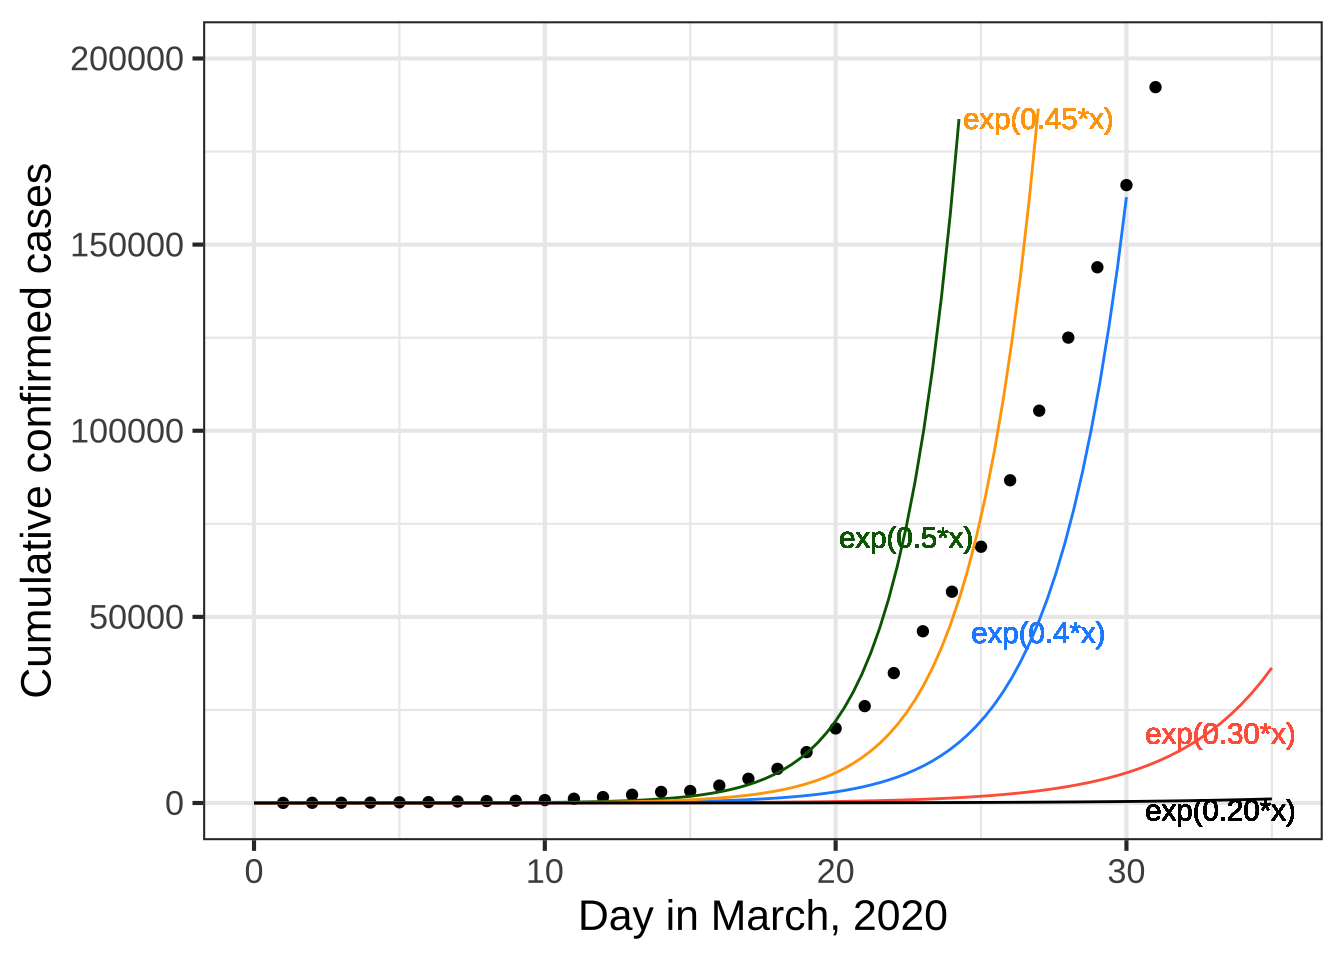 200000
150000
100000
50000
0
Cumulative confirmed cases
exp(0.45*x)
exp(0.5*x)
exp(0.4*x)
exp(0.30*x)
exp(0.20*x)
0
10
20
30
Day in March, 2020